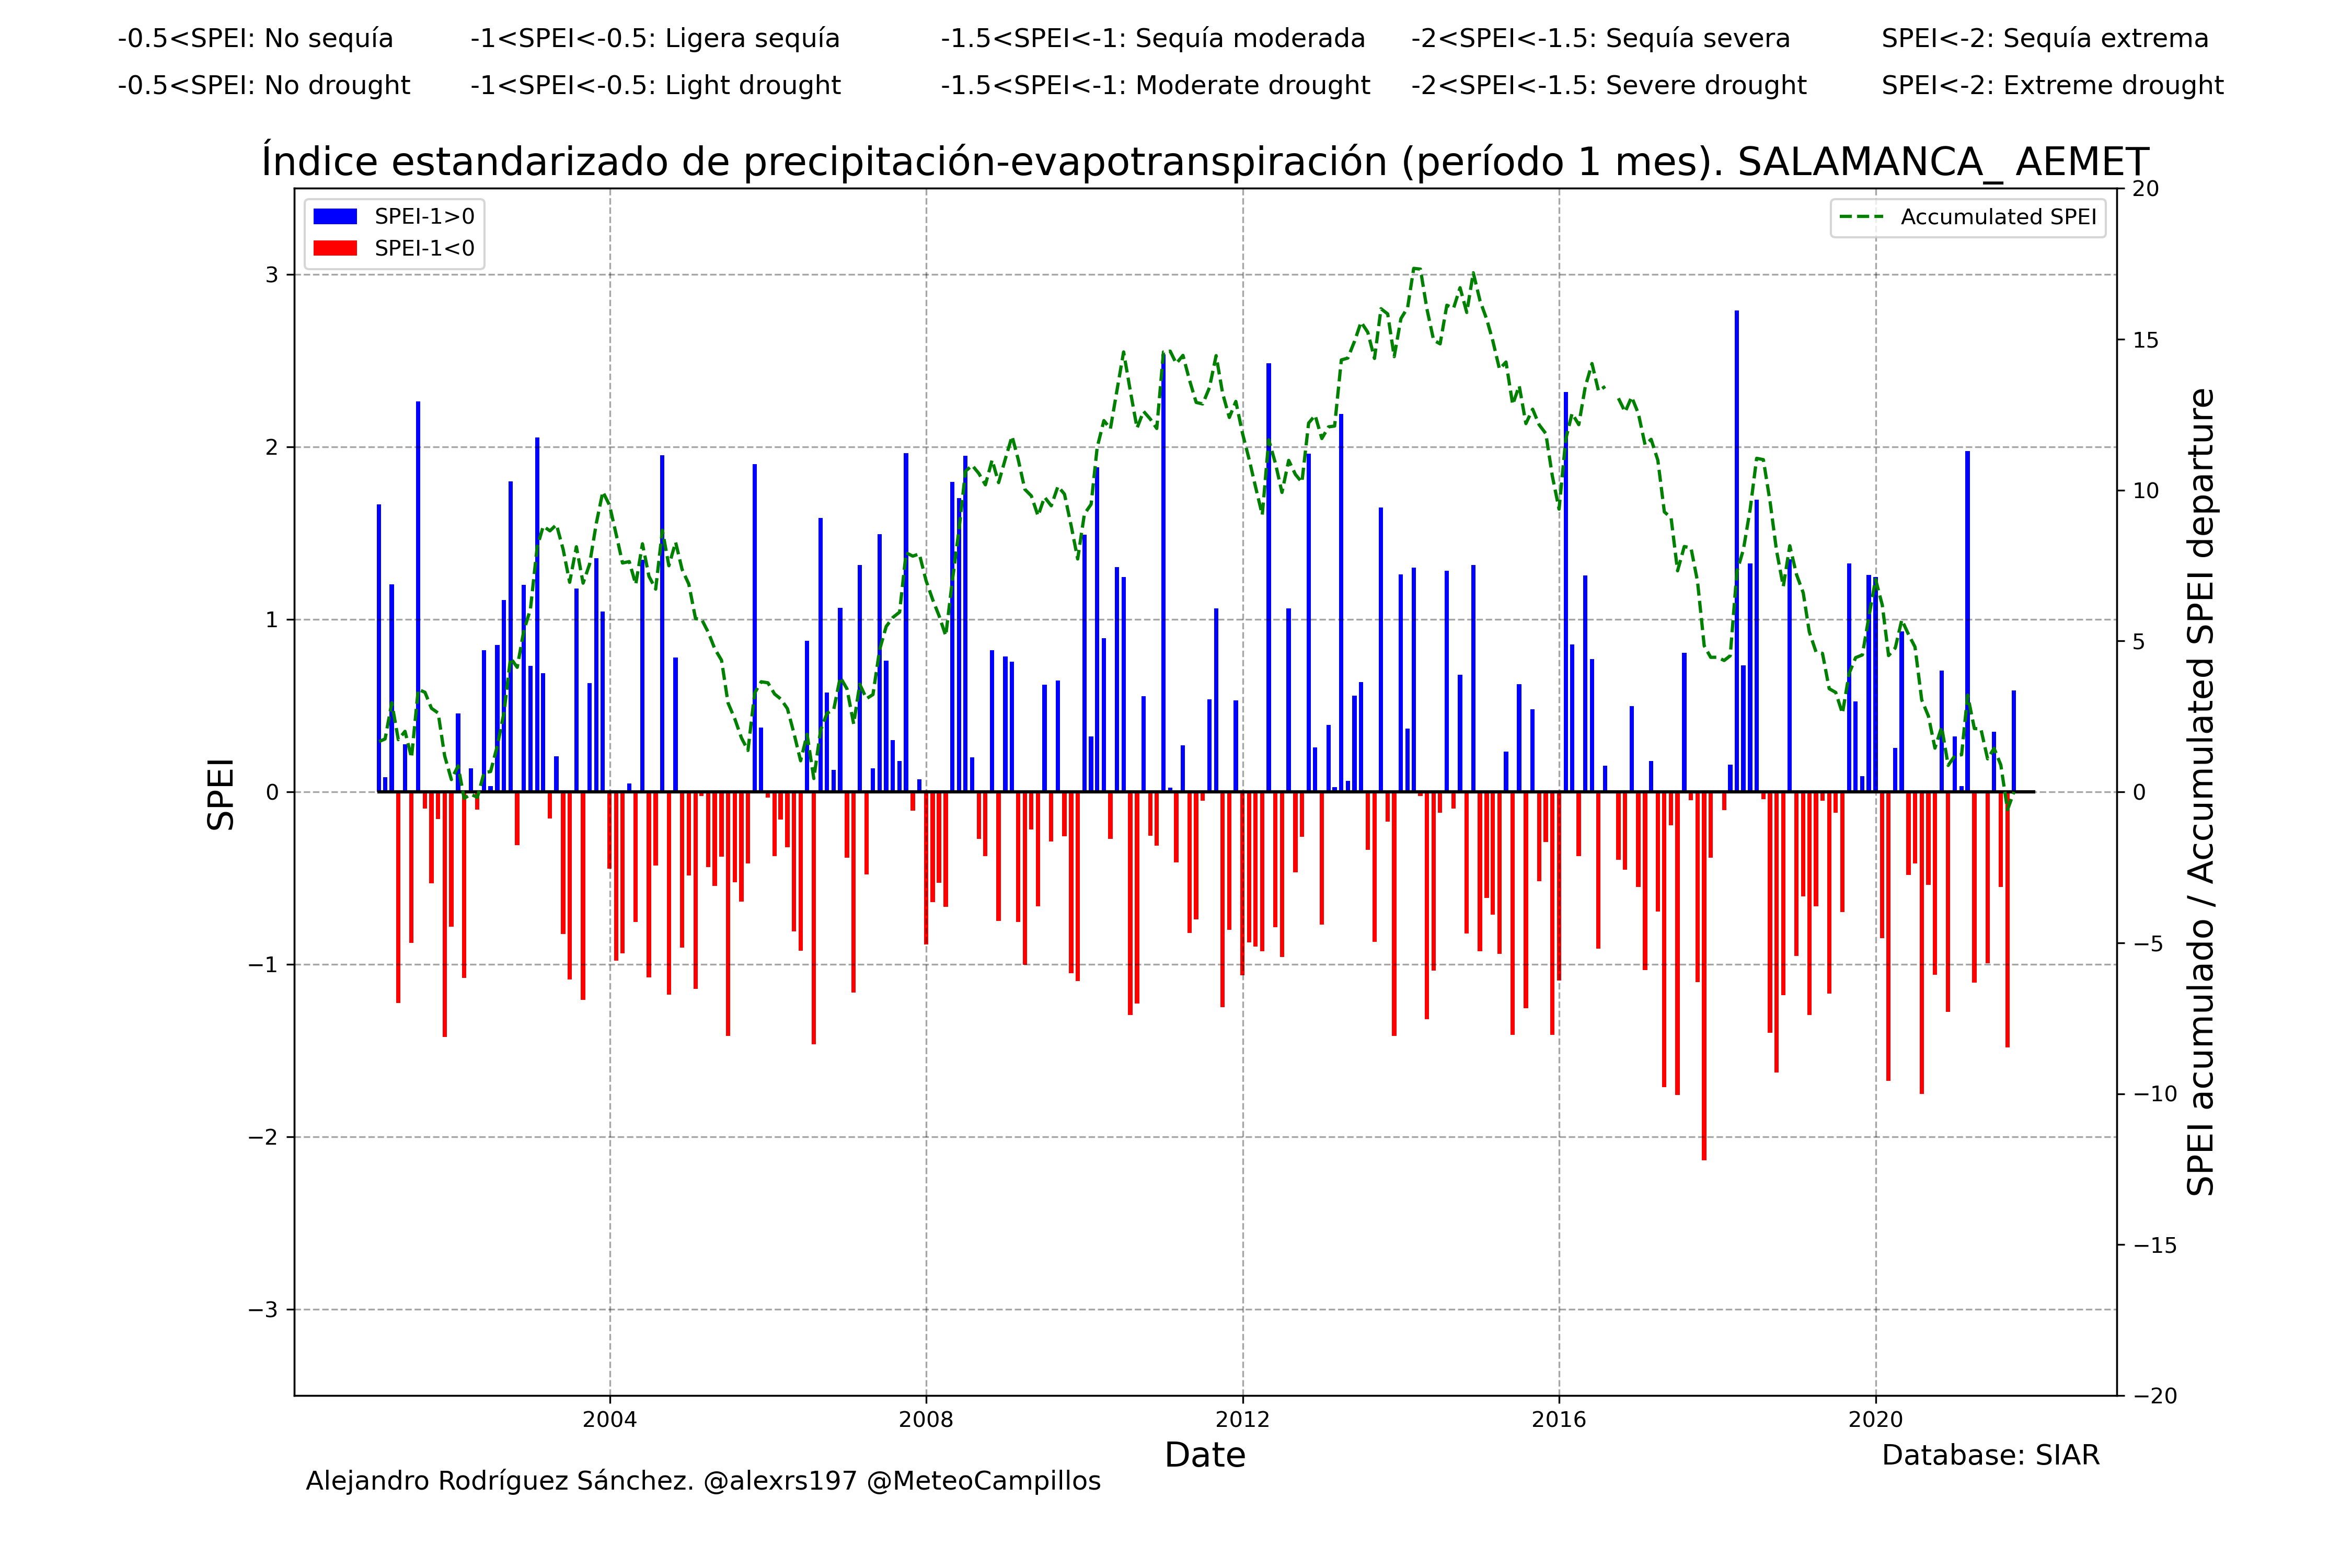 -0.5<SPEI: No sequía -1<SPEI<-0.5: Ligera sequía -1.5<SPEI<-1: Sequía moderada -2<SPEI<-1.5: Sequía severa SPEI<-2: Sequía extrema
-0.5<SPEI: No drought -1<SPEI<-0.5: Light drought -1.5<SPEI<-1: Moderate drought -2<SPEI<-1.5: Severe drought SPEI<-2: Extreme drought
Índice estandarizado de precipitación-evapotranspiración (período 1 mes). SALAMANCA_ AEMET
SPEI-1>0
SPEI-1<0
Accumulated SPEI
SPEI
3
2
1
0
−1
−2
−3
20
15
10
5
0
−5
−10
−15
−20
SPEI acumulado / Accumulated SPEI departure
2004 2008 2012 2016 2020
Date
Database: SIAR
Alejandro Rodríguez Sánchez. @alexrs197 @MeteoCampillos